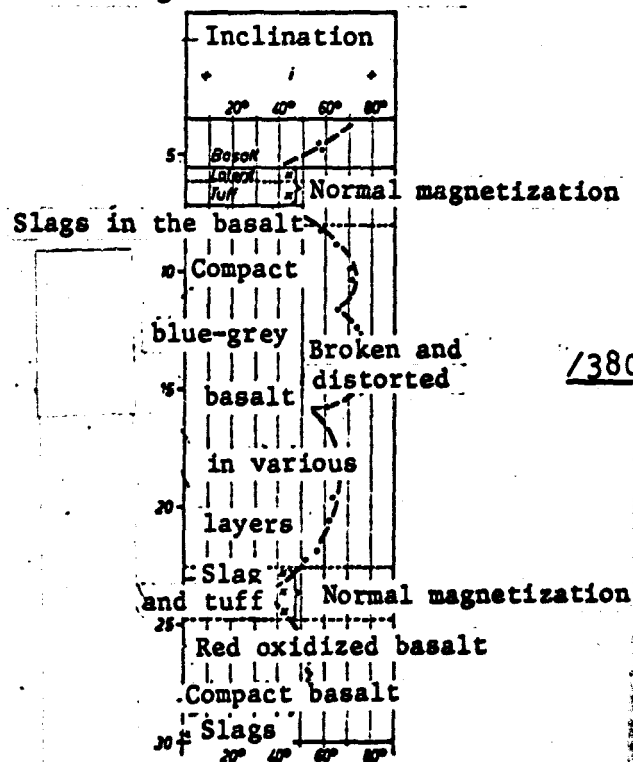 Inclination
+ i +
20° 40° 60° 80°
5
Basalt
Tuff
Normal magnetization
Slags in the basalt
10
Compact
blue-grey
Broken and
distorted
/380
15
basalt
in various
20
layers
Slag
and tuff
Normal magnetization
25
Red oxidized basalt
Compact basalt
Slags
30
20° 40° 60° 80°